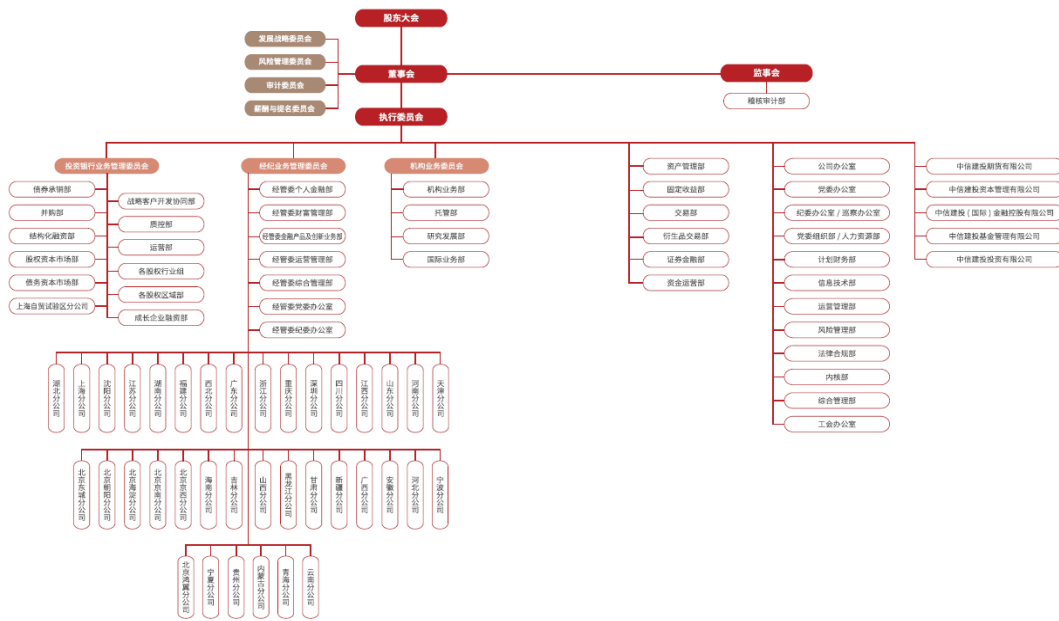 股东大会
发展战略委员会
风险管理委员会
审计委员会
薪酬与提名委员会
董事会
监事会
稽核审计部
执行委员会
投资银行业务管理委员会
债券承销部
并购部
结构化融资部
股权资本市场部
债务资本市场部
上海自贸试验区分公司
战略客户开发协同部
质控部
运营部
各股权行业组
各股权区域部
成长企业融资部
经纪业务管理委员会
经管委个人金融部
经管委财富管理部
经管委金融产品及创新业务部
经管委运营管理部
经管委综合管理部
经管委党委办公室
经管委纪委办公室
机构业务委员会
机构业务部
托管部
研究发展部
国际业务部
资产管理部
固定收益部
交易部
衍生品交易部
证券金融部
资金运营部
公司办公室
党委办公室
纪委办公室 / 巡察办公室
党委组织部 / 人力资源部
计划财务部
信息技术部
运营管理部
风险管理部
法律合规部
内核部
综合管理部
工会办公室
中信建投期货有限公司
中信建投资本管理有限公司
中信建投 ( 国际 ) 金融控股有限公司
中信建投基金管理有限公司
中信建投投资有限公司
湖北分公司
上海分公司
沈阳分公司
江苏分公司
湖南分公司
福建分公司
西北分公司
广东分公司
浙江分公司
重庆分公司
深圳分公司
四川分公司
江西分公司
山东分公司
河南分公司
天津分公司
北京东城分公司
北京朝阳分公司
北京海淀分公司
北京京南分公司
北京京西分公司
海南分公司
吉林分公司
山西分公司
黑龙江分公司
甘肃分公司
新疆分公司
广西分公司
安徽分公司
河北分公司
宁波分公司
北京鸿翼分公司
宁夏分公司
贵州分公司
内蒙古分公司
青海分公司
云南分公司